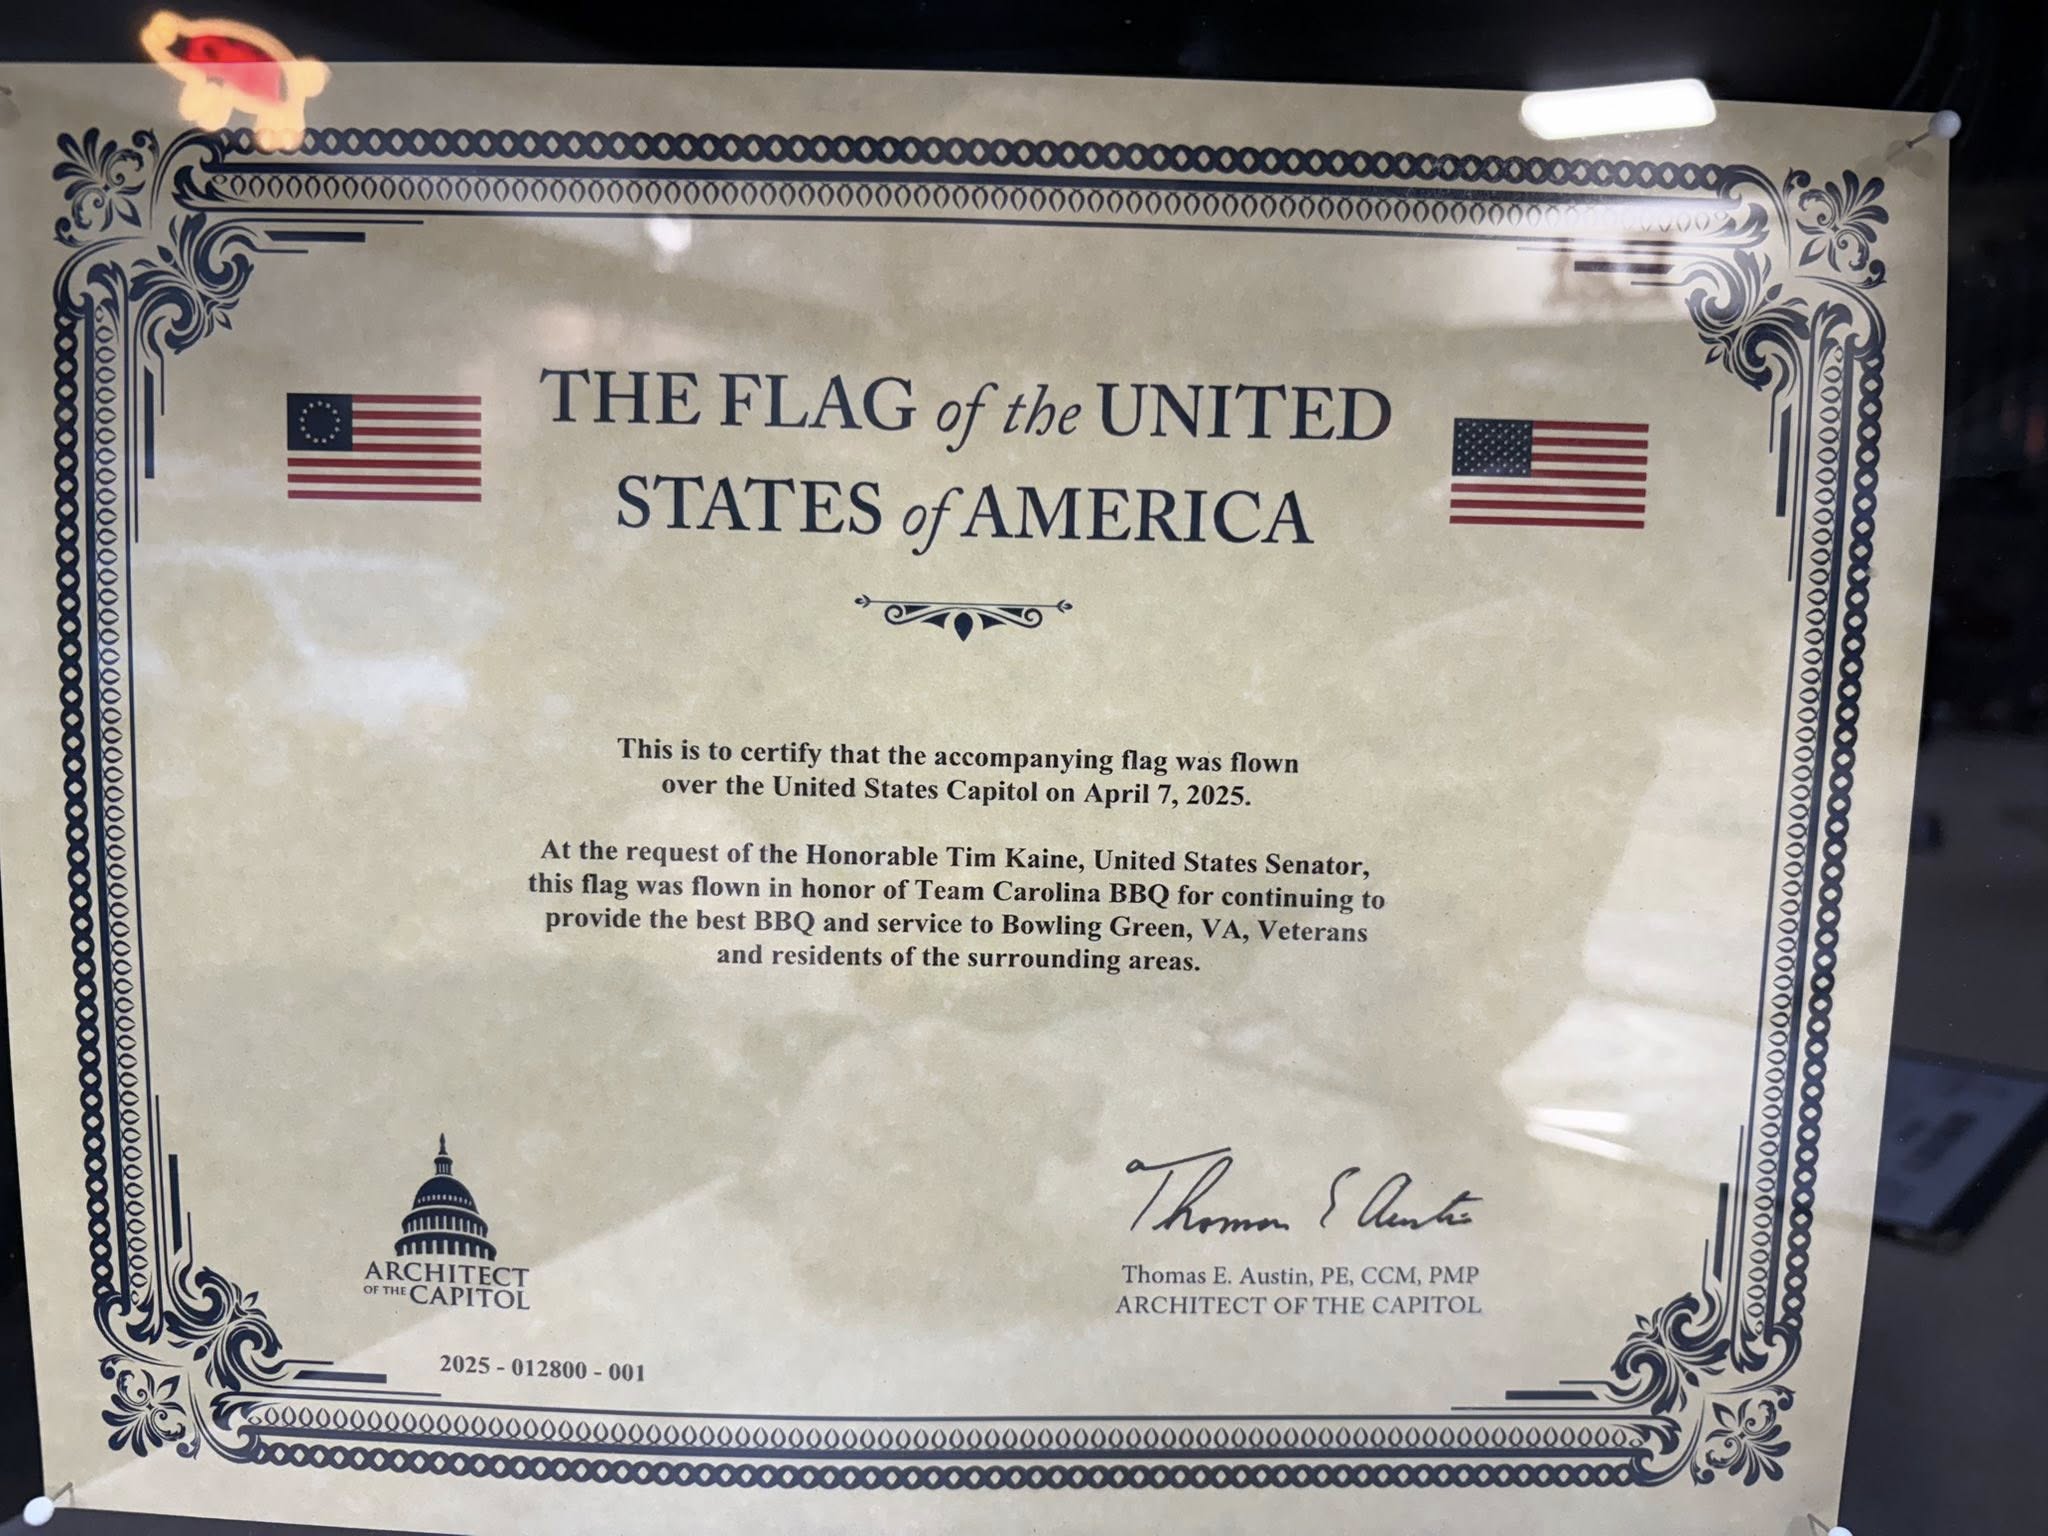 THE FLAG of the UNITED
STATES of AMERICA
This is to certify that the accompanying flag was flown
over the United States Capitol on April 7, 2025.
At the request of the Honorable Tim Kaine, United States Senator,
this flag was flown in honor of Team Carolina BBQ for continuing to
provide the best BBQ and service to Bowling Green, VA, Veterans
and residents of the surrounding areas.
Thomas E Austin
Thomas E. Austin, PE, CCM, PMP
ARCHITECT OF THE CAPITOL
ARCHITECT
OF THE CAPITOL
2025 - 012800 - 001